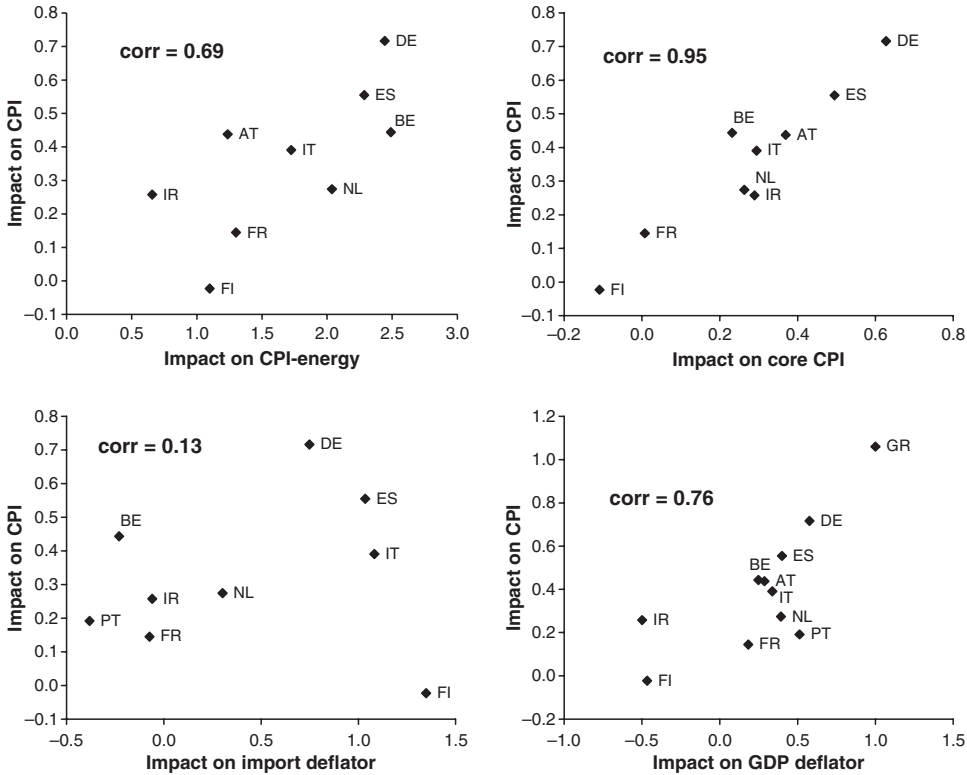 corr = 0.69
Impact on CPI
0.8
0.7
0.6
0.5
0.4
0.3
0.2
0.1
0.0
–0.1
DE
ES
BE
AT
IT
NL
IR
FR
FI
0.0 0.5 1.0 1.5 2.0 2.5 3.0
Impact on CPI-energy
corr = 0.95
Impact on CPI
0.8
0.7
0.6
0.5
0.4
0.3
0.2
0.1
0.0
–0.1
DE
ES
BE
AT
IT
NL
IR
FR
FI
–0.2 0.0 0.2 0.4 0.6 0.8
Impact on core CPI
corr = 0.13
Impact on CPI
0.8
0.7
0.6
0.5
0.4
0.3
0.2
0.1
0.0
–0.1
DE
ES
BE
IT
NL
IR
PT
FR
FI
–0.5 0.0 0.5 1.0 1.5
Impact on import deflator
corr = 0.76
Impact on CPI
1.2
1.0
0.8
0.6
0.4
0.2
0.0
–0.2
GR
DE
ES
BE
AT
IT
NL
IR
PT
FR
FI
–1.0 –0.5 0.0 0.5 1.0 1.5
Impact on GDP deflator